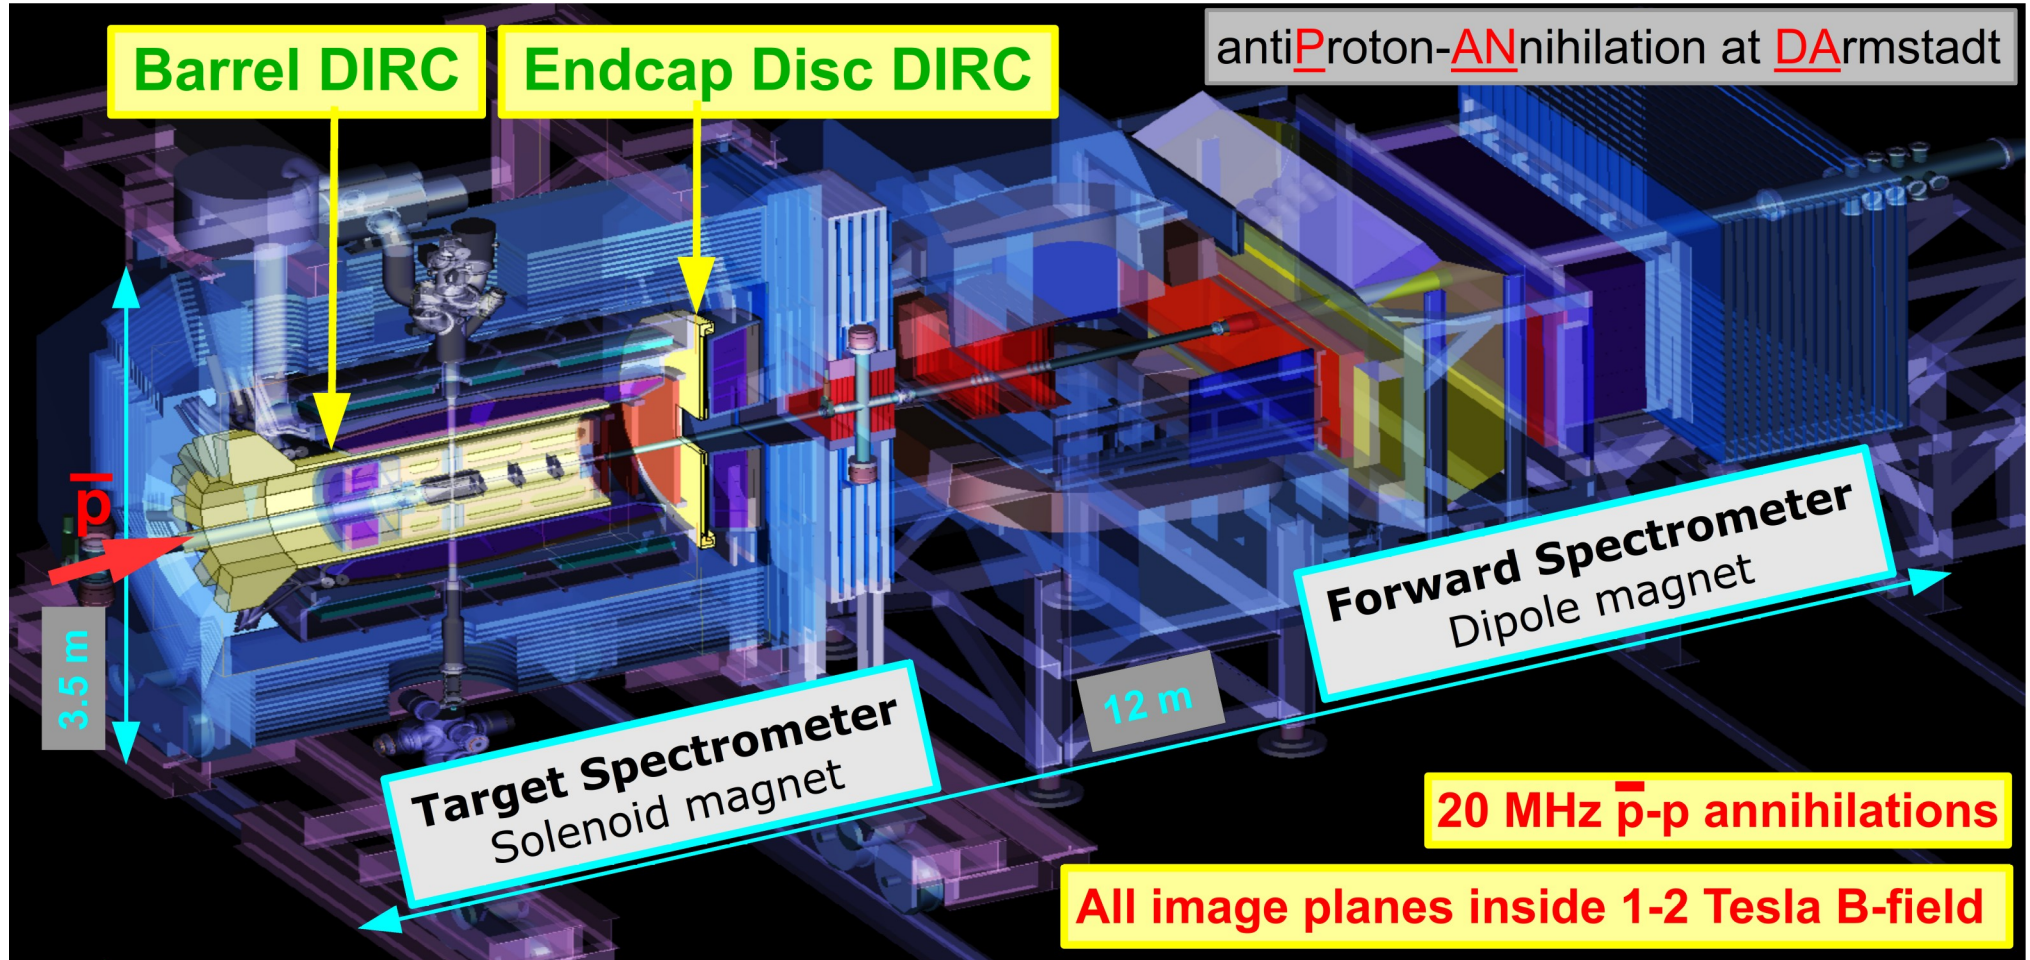 Barrel DIRC
Endcap Disc DIRC
antiProton-ANnihilation at DArmstadt
p̅
3.5 m
Target Spectrometer
Solenoid magnet
12 m
Forward Spectrometer
Dipole magnet
20 MHz p̅-p annihilations
All image planes inside 1-2 Tesla B-field